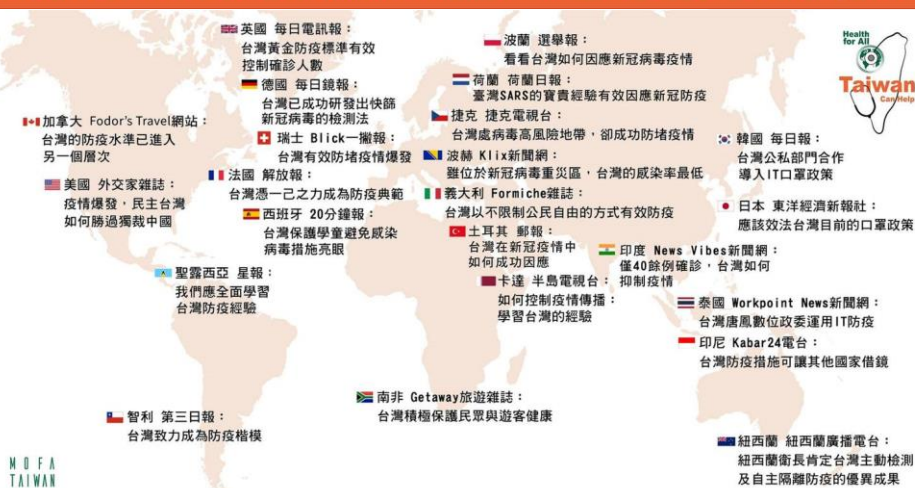 英國 每日電訊報：
台灣黃金防疫標準有效
控制確診人數
德國 每日鏡報：
台灣已成功研發出快篩
新冠病毒的檢測法
加拿大 Fodor's Travel網站：
台灣的防疫水準已進入
另一個層次
瑞士 Blick一撇報：
台灣有效防堵疫情爆發
法國 解放報：
台灣憑一己之力成為防疫典範
美國 外交家雜誌：
疫情爆發，民主台灣
如何勝過獨裁中國
西班牙 20分鐘報：
台灣保護學童避免感染
病毒措施亮眼
聖露西亞 星報：
我們應全面學習
台灣防疫經驗
智利 第三日報：
台灣致力成為防疫楷模
波蘭 選舉報：
看看台灣如何因應新冠病毒疫情
荷蘭 荷蘭日報：
臺灣SARS的寶貴經驗有效因應新冠防疫
捷克 捷克電視台：
台灣處病毒高風險地帶，卻成功防堵疫情
波赫 Klix新聞網：
雖位於新冠病毒重災區，台灣的感染率最低
義大利 Formiche雜誌：
台灣以不限制公民自由的方式有效防疫
土耳其 郵報：
台灣在新冠疫情中
如何成功因應
卡達 半島電視台：
如何控制疫情傳播：
學習台灣的經驗
印度 News Vibes新聞網：
僅40餘例確診，台灣如何
抑制疫情
南非 Getaway旅遊雜誌：
台灣積極保護民眾與遊客健康
Health
for All
Taiwan
Can Help
韓國 每日報：
台灣公私部門合作
導入IT口罩政策
日本 東洋經濟新報社：
應該效法台灣目前的口罩政策
泰國 Workpoint News新聞網：
台灣唐鳳數位政委運用IT防疫
印尼 Kabar24電台：
台灣防疫措施可讓其他國家借鏡
紐西蘭 紐西蘭廣播電台：
紐西蘭衛長肯定台灣主動檢測
及自主隔離防疫的優異成果
MOFA
TAIWAN